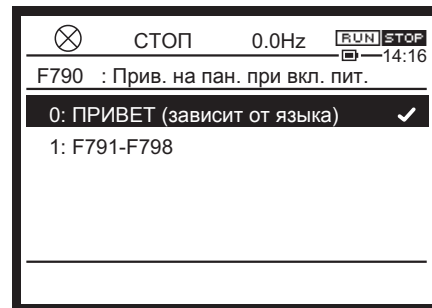 СТОП 0.0Hz RUN STOP
14:16
F790 : Прив. на пан. при вкл. пит.
0: ПРИВЕТ (зависит от языка)
1: F791-F798